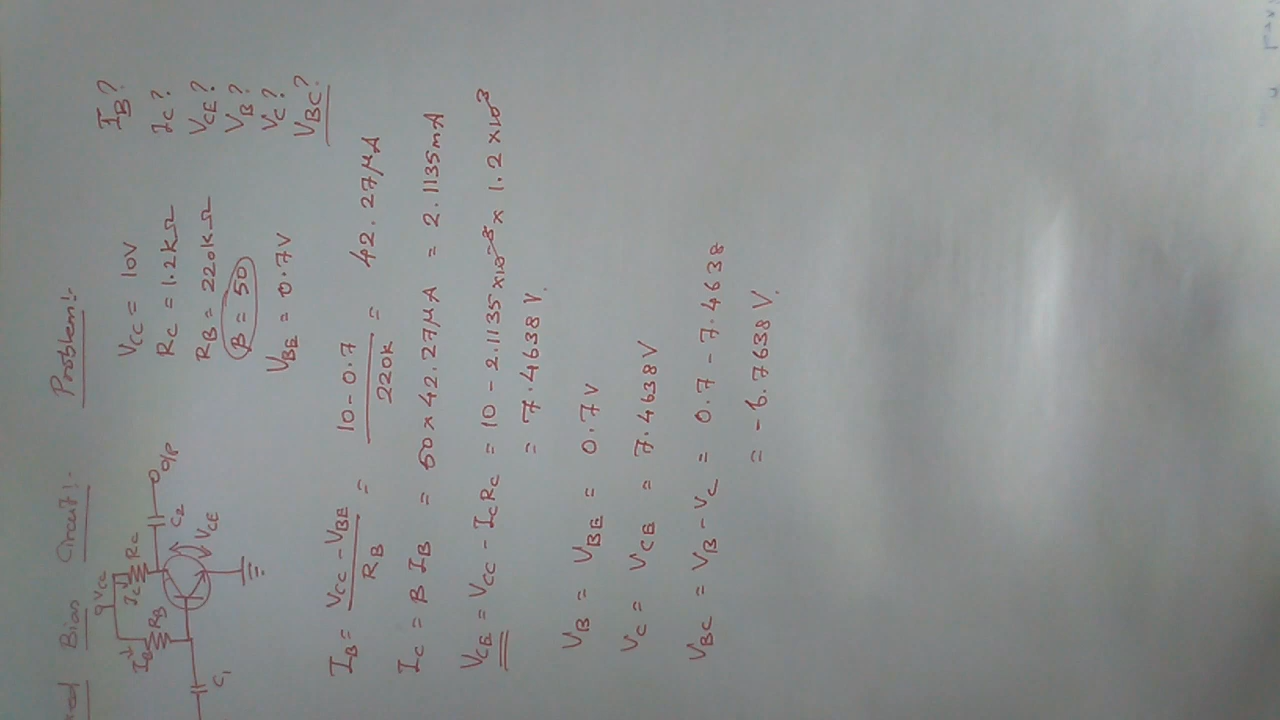 Bias Circuit:- Problem:-
VCC
IB RB IC RC
C1 C2 O/P
VCE
VCC = 10V IB?
RC = 1.2KΩ IC?
RB = 220KΩ VCE?
β = 50 VB?
VBE = 0.7V VC?
VBC?
IB = (VCC - VBE) / RB = (10 - 0.7) / 220K = 42.27μA
IC = β IB = 50 × 42.27μA = 2.1135mA
VCE = VCC - IC RC = 10 - 2.1135 × 10⁻³ × 1.2 × 10³
= 7.4638 V.
VB = VBE = 0.7V
VC = VCE = 7.4638V
VBC = VB - VC = 0.7 - 7.4638
= -6.7638 V.